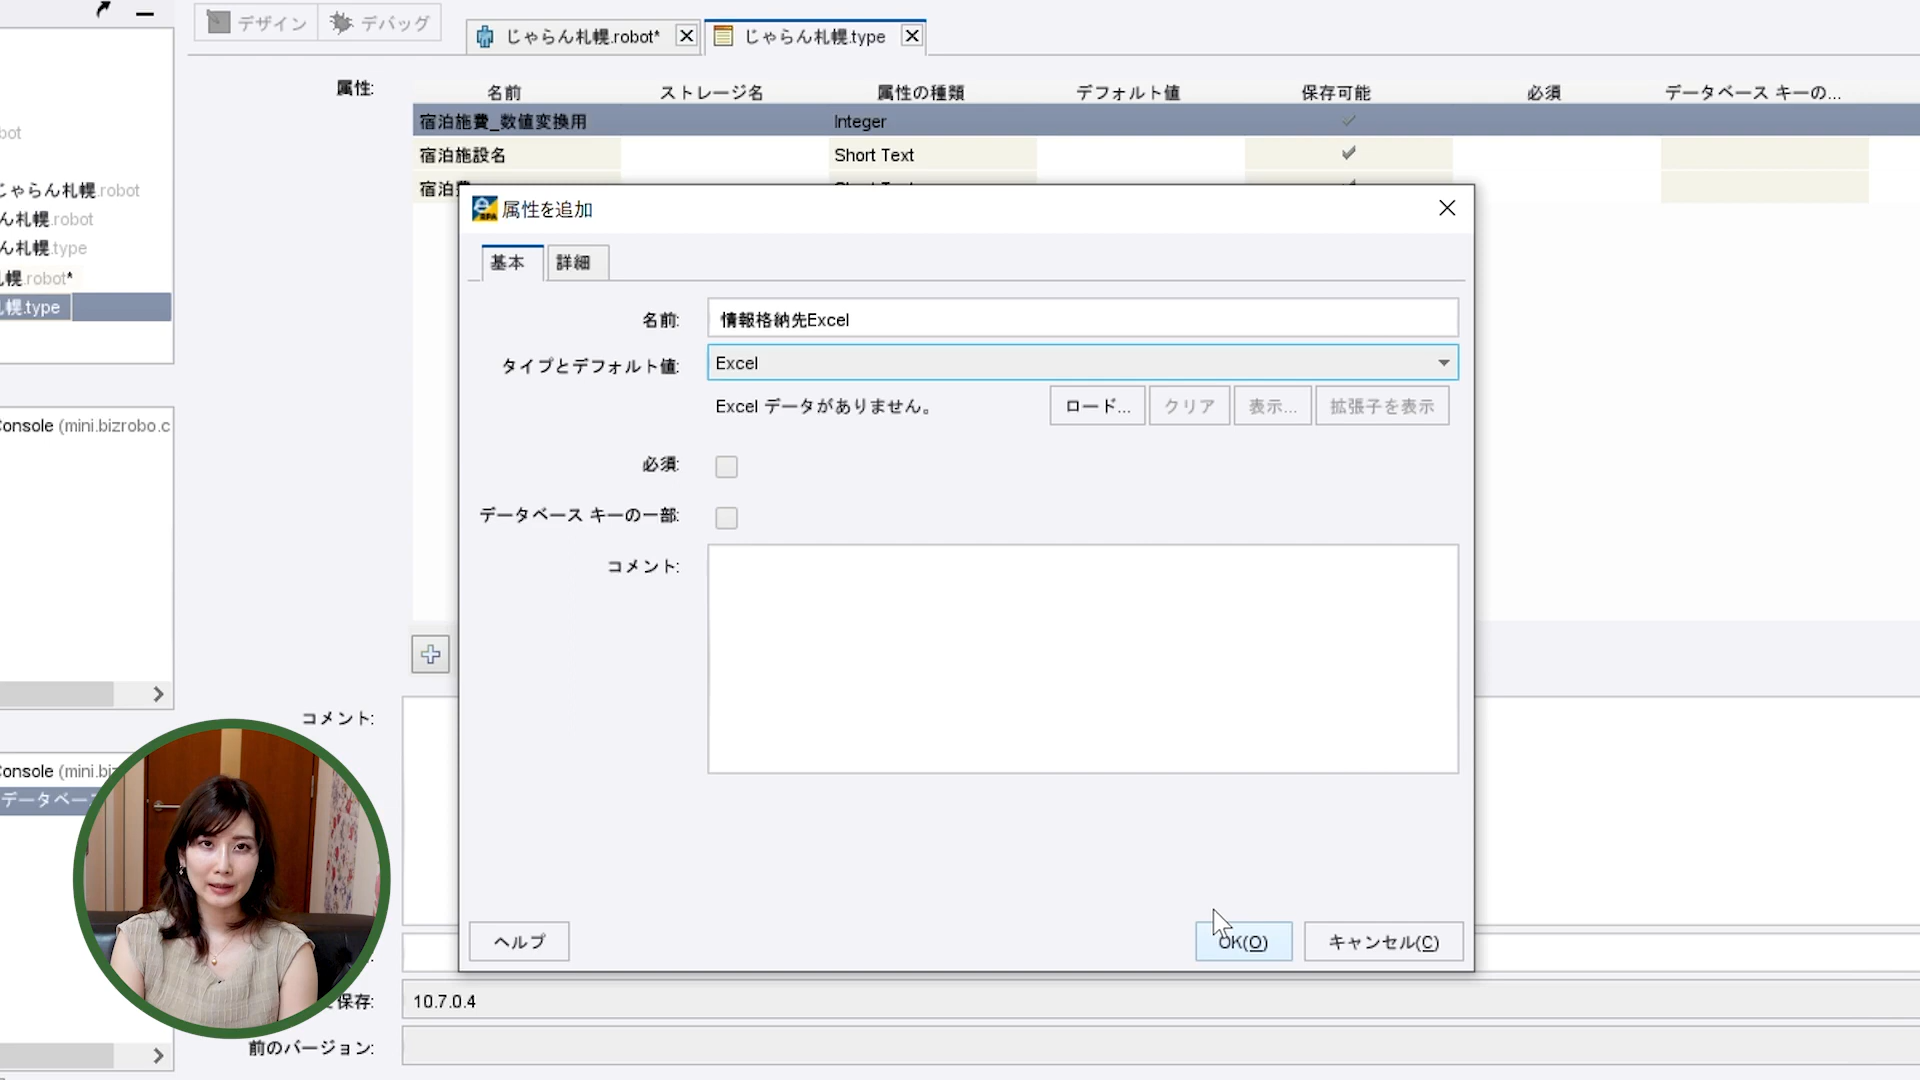 デザイン
デバッグ
じゃらん札幌.robot*
じゃらん札幌.type
属性:
名前
ストレージ名
属性の種類
デフォルト値
保存可能
必須
データベース キーの...
宿泊施費_数値変換用
Integer
宿泊施設名
Short Text
宿泊費
bot
じゃらん札幌.robot
ん札幌.robot
ん札幌.type
幌.robot*
幌.type
属性を追加
基本
詳細
名前:
情報格納先Excel
タイプとデフォルト値:
Excel
Excel データがありません。
ロード...
クリア
表示...
拡張子を表示
必須:
データベース キーの一部:
コメント:
ヘルプ
OK(O)
キャンセル(C)
Console (mini.bizrobo.c
コメント:
Console (mini.biz
データベー
保存:
10.7.0.4
前のバージョン: